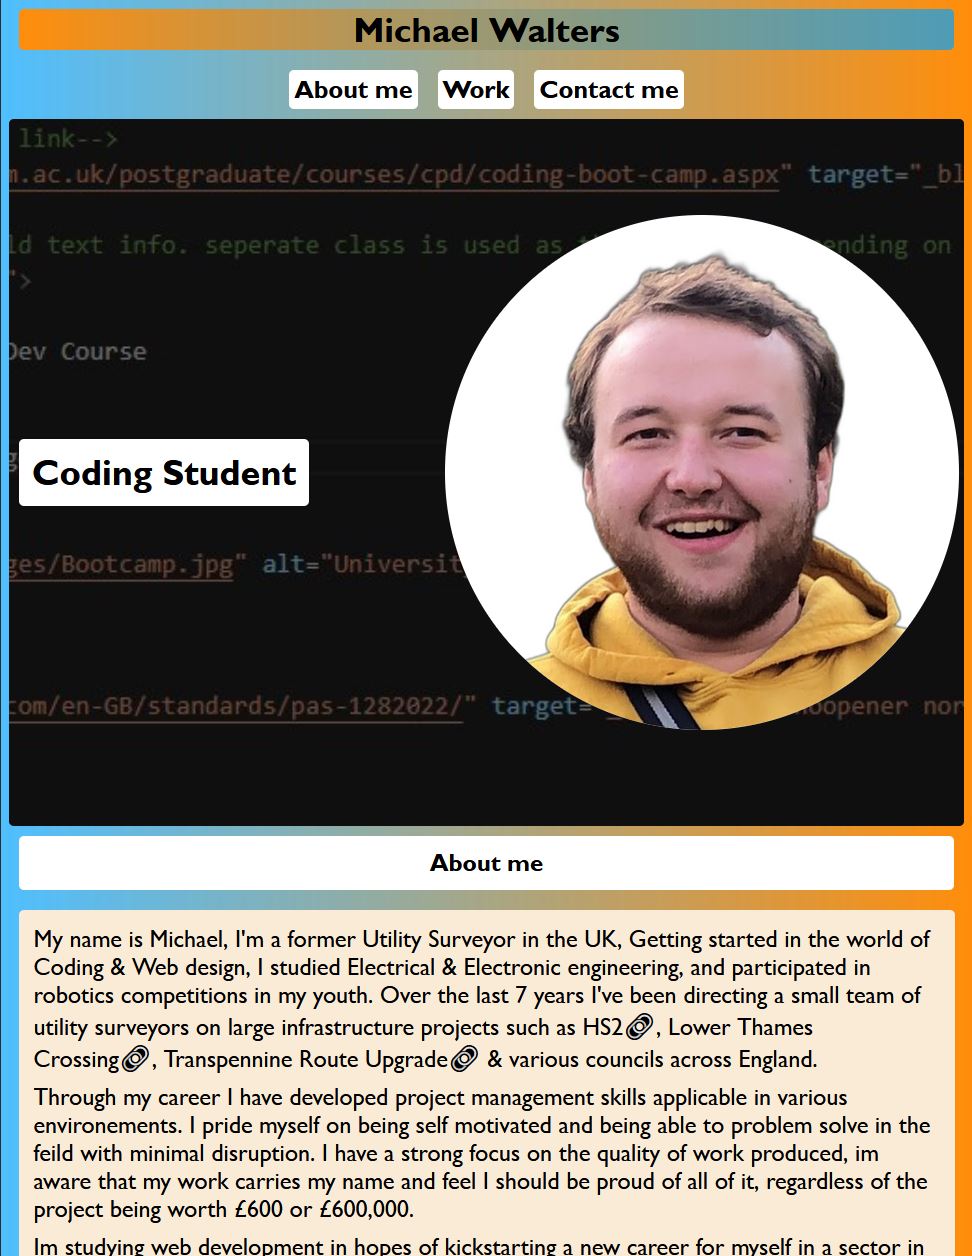 Michael Walters
About me Work Contact me
link-->
m.ac.uk/postgraduate/courses/cpd/coding-boot-camp.aspx" target="_bl
ld text info. seperate class is used as ending on
">
Dev Course
Coding Student
ges/Bootcamp.jpg" alt="Universit
com/en-GB/standards/pas-1282022/" target= noopener nor
About me
My name is Michael, I'm a former Utility Surveyor in the UK, Getting started in the world of
Coding & Web design, I studied Electrical & Electronic engineering, and participated in
robotics competitions in my youth. Over the last 7 years I've been directing a small team of
utility surveyors on large infrastructure projects such as HS2, Lower Thames
Crossing, Transpennine Route Upgrade & various councils across England.
Through my career I have developed project management skills applicable in various
environements. I pride myself on being self motivated and being able to problem solve in the
feild with minimal disruption. I have a strong focus on the quality of work produced, im
aware that my work carries my name and feel I should be proud of all of it, regardless of the
project being worth £600 or £600,000.
Im studying web development in hopes of kickstarting a new career for myself in a sector in